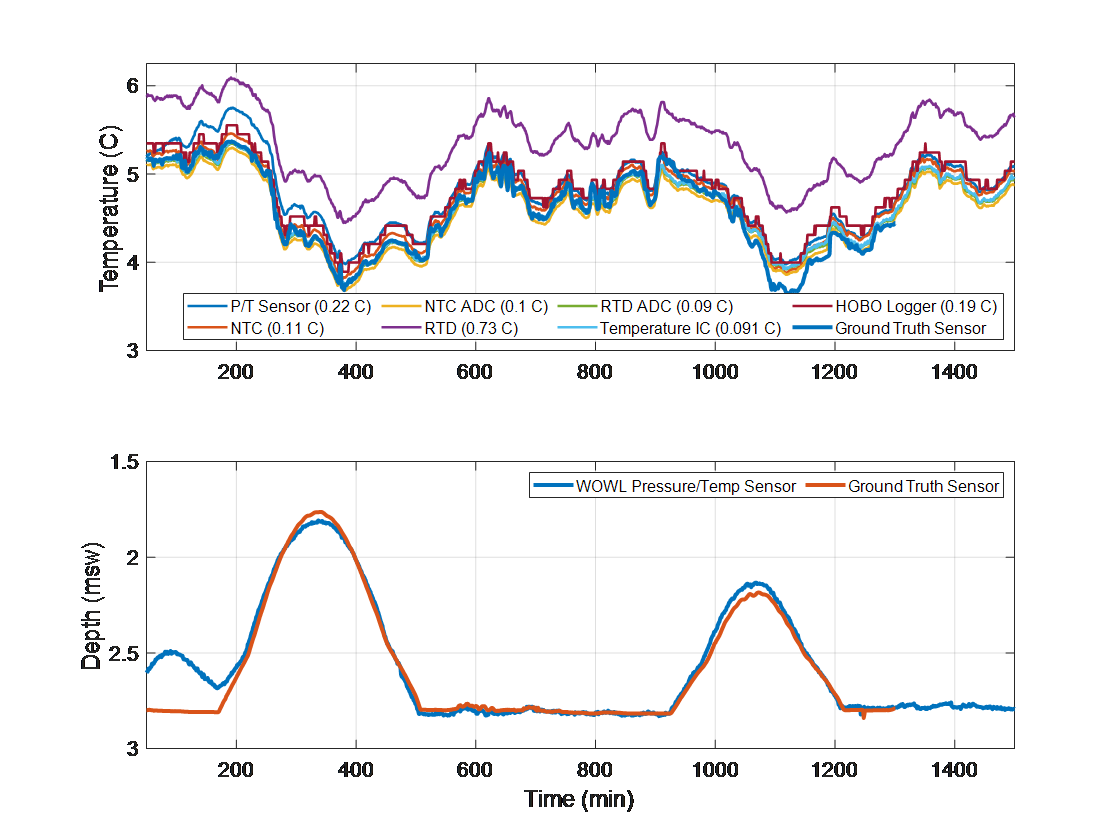 6
5
4
3
Temperature (C)
P/T Sensor (0.22 C) NTC ADC (0.1 C) RTD ADC (0.09 C) HOBO Logger (0.19 C)
NTC (0.11 C) RTD (0.73 C) Temperature IC (0.091 C) Ground Truth Sensor
200 400 600 800 1000 1200 1400
1.5
2
2.5
3
Depth (msw)
WOWL Pressure/Temp Sensor Ground Truth Sensor
200 400 600 800 1000 1200 1400
Time (min)